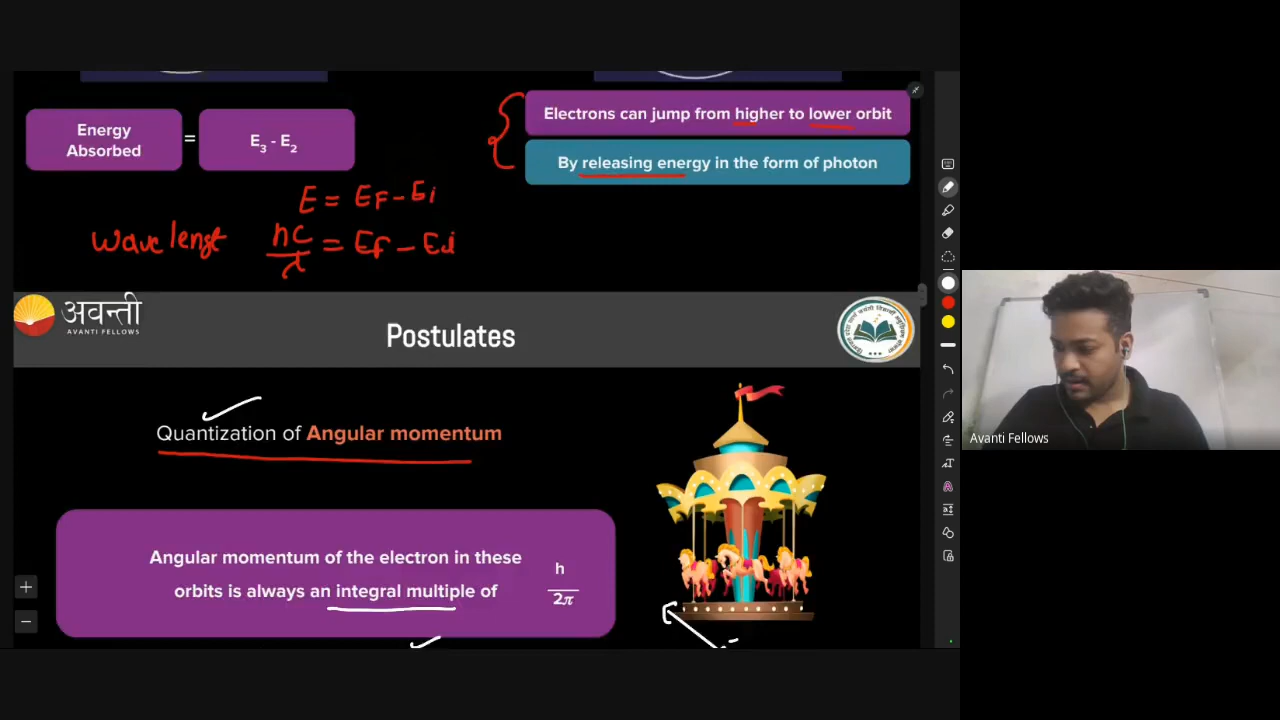 Energy
Absorbed
=
E₃ - E₂
Electrons can jump from higher to lower orbit
By releasing energy in the form of photon
E = EF - Ei
Wave lengt hc/λ = EF - Ei
अवन्ती
AVANTI FELLOWS
Postulates
Quantization of Angular momentum
Angular momentum of the electron in these
orbits is always an integral multiple of
h
2π
Avanti Fellows